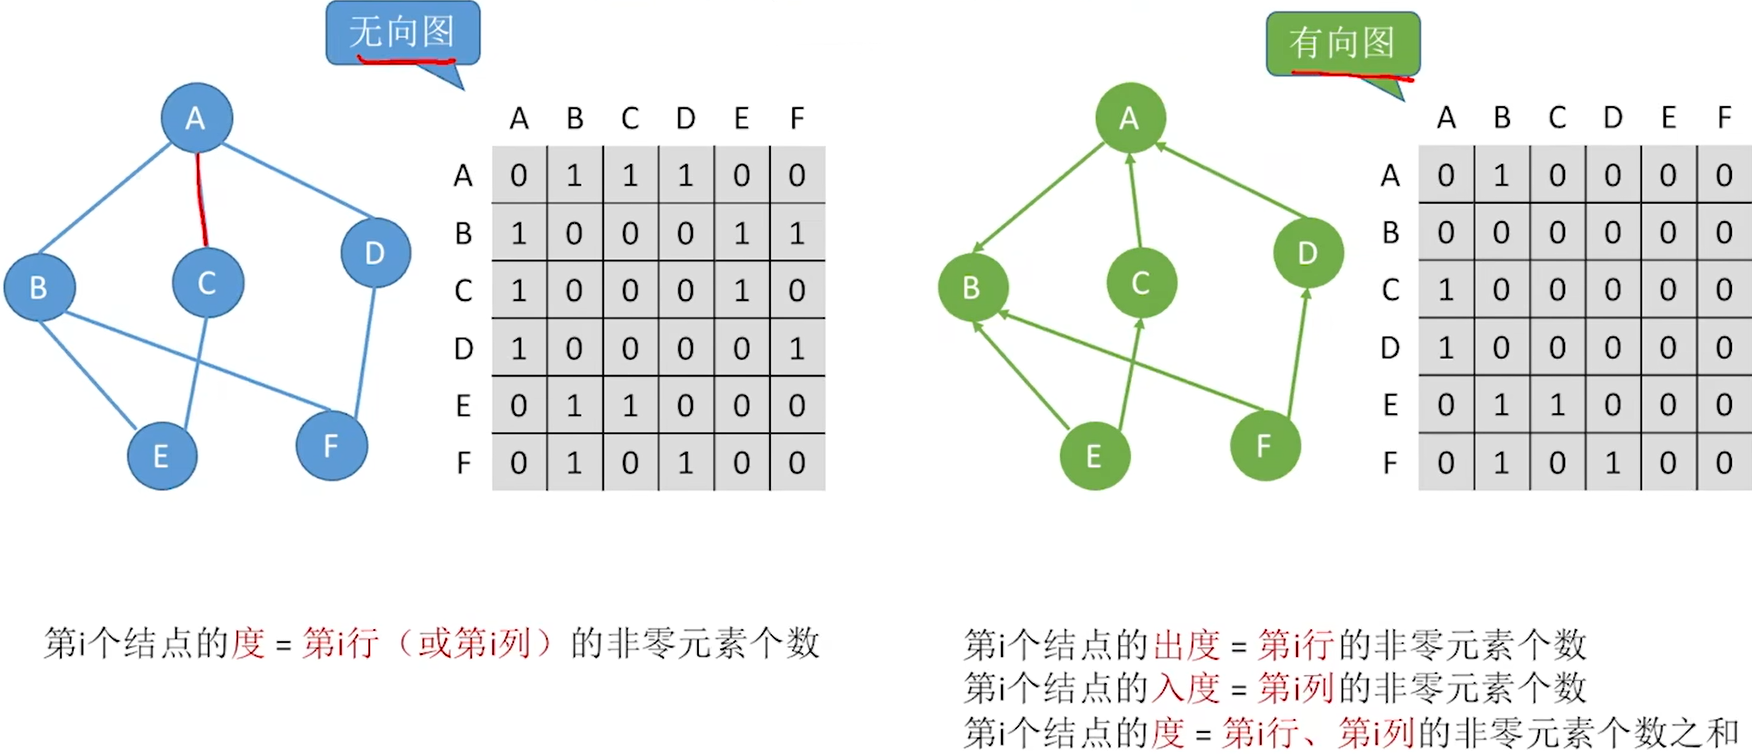 无向图
A
B
C
D
E
F
A B C D E F
A 0 1 1 1 0 0
B 1 0 0 0 1 1
C 1 0 0 0 1 0
D 1 0 0 0 0 1
E 0 1 1 0 0 0
F 0 1 0 1 0 0
第i个结点的度 = 第i行（或第i列）的非零元素个数
有向图
A
B
C
D
E
F
A B C D E F
A 0 1 0 0 0 0
B 0 0 0 0 0 0
C 1 0 0 0 0 0
D 1 0 0 0 0 0
E 0 1 1 0 0 0
F 0 1 0 1 0 0
第i个结点的出度 = 第i行的非零元素个数
第i个结点的入度 = 第i列的非零元素个数
第i个结点的度 = 第i行、第i列的非零元素个数之和